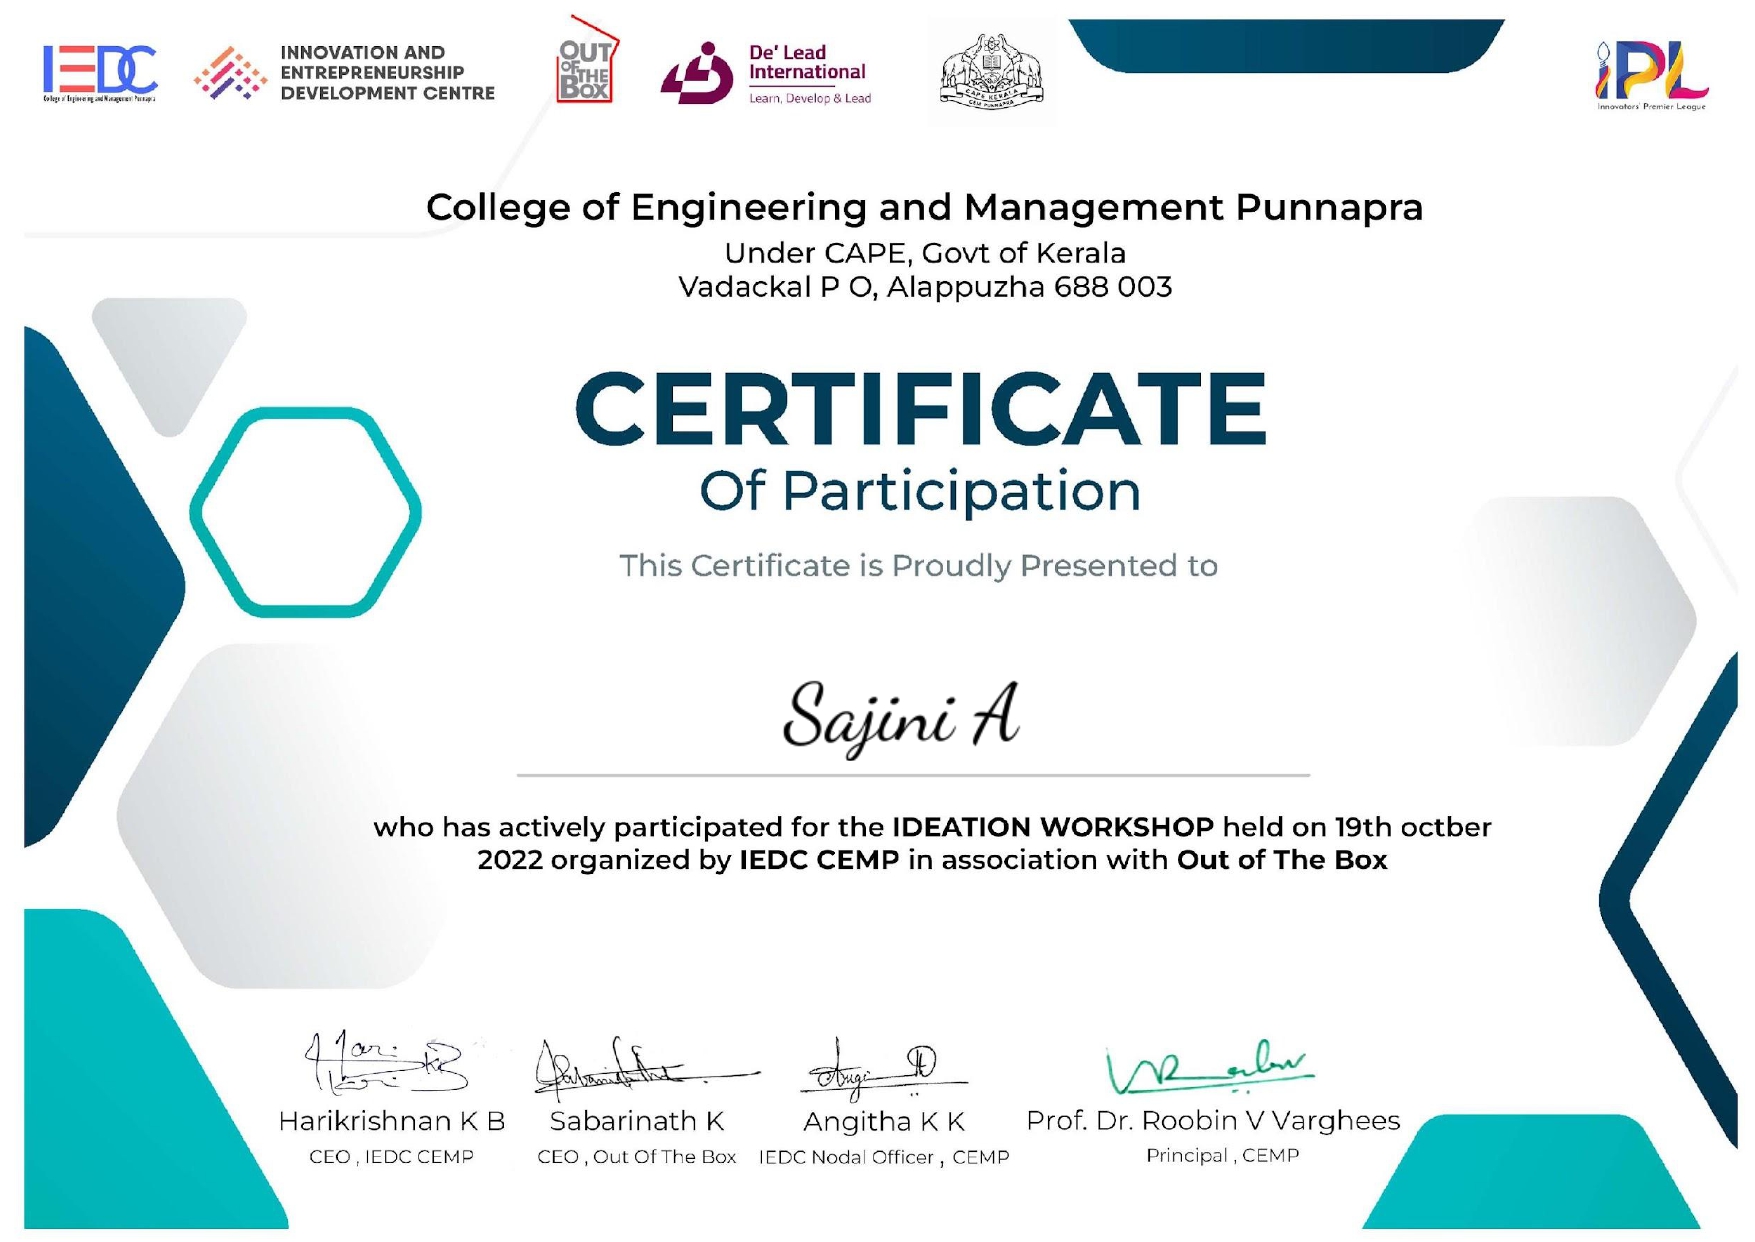 IEDC
College of Engineering and Management Punnapra
INNOVATION AND
ENTREPRENEURSHIP
DEVELOPMENT CENTRE
OUT
OF
THE
BOX
De' Lead
International
Learn, Develop & Lead
CAPE KERALA
CEM PUNNAPRA
iPL
Innovators' Premier League
College of Engineering and Management Punnapra
Under CAPE, Govt of Kerala
Vadackal P O, Alappuzha 688 003
CERTIFICATE
Of Participation
This Certificate is Proudly Presented to
Sajini A
who has actively participated for the IDEATION WORKSHOP held on 19th octber
2022 organized by IEDC CEMP in association with Out of The Box
Harikrishnan K B
CEO , IEDC CEMP
Sabarinath K
CEO , Out Of The Box
Angitha K K
IEDC Nodal Officer , CEMP
Prof. Dr. Roobin V Varghees
Principal , CEMP